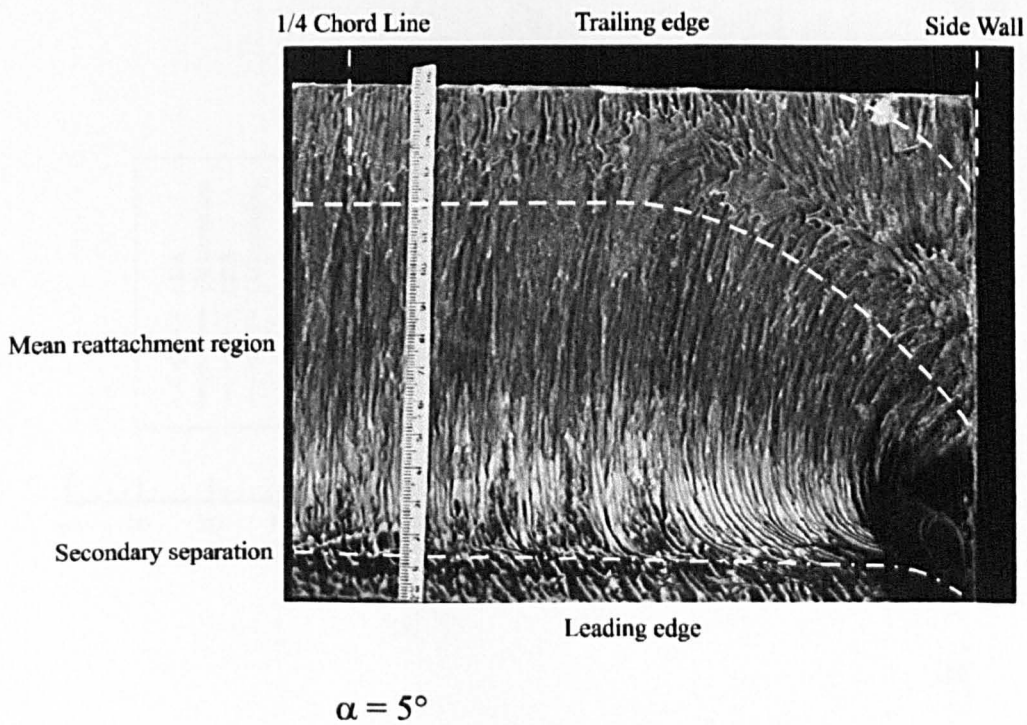 1/4 Chord Line
Trailing edge
Side Wall
Mean reattachment region
Secondary separation
Leading edge
α = 5°